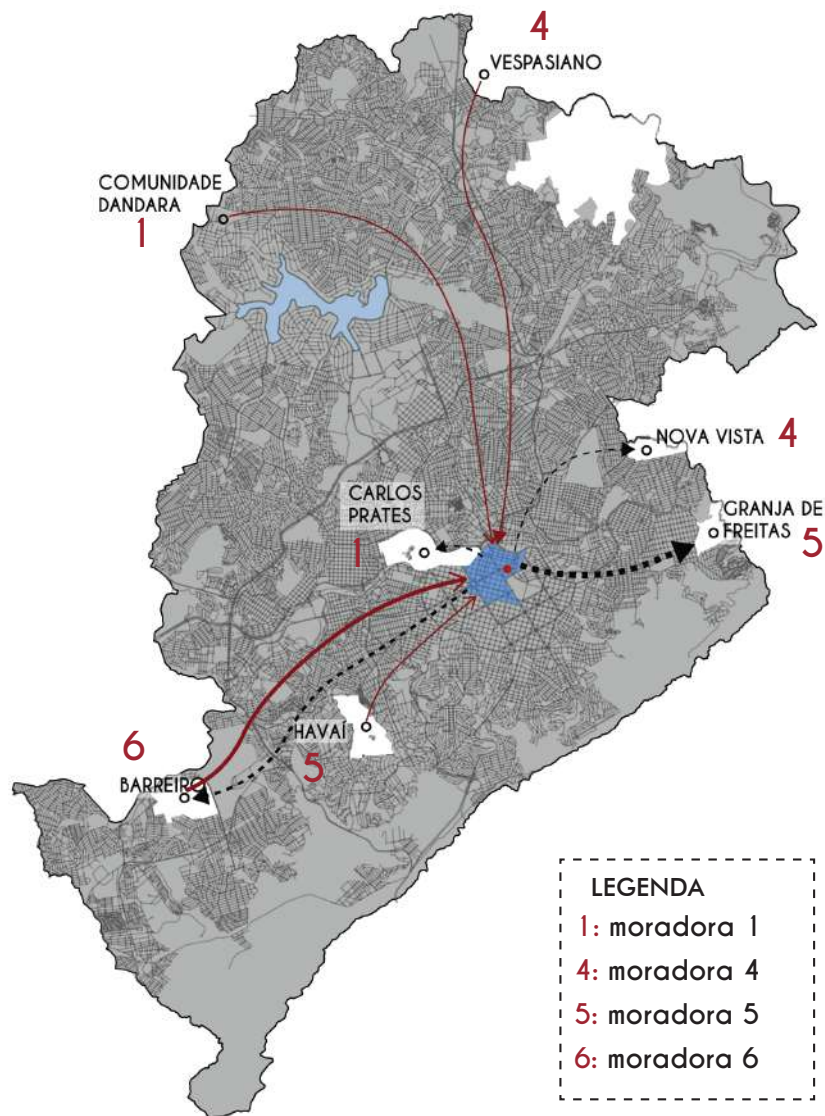 4
VESPASIANO
COMUNIDADE
DANDARA
1
NOVA VISTA 4
CARLOS
PRATES
1
GRANJA DE
FREITAS
5
HAVAÍ
5
6
BARREIRO
LEGENDA
1: moradora 1
4: moradora 4
5: moradora 5
6: moradora 6